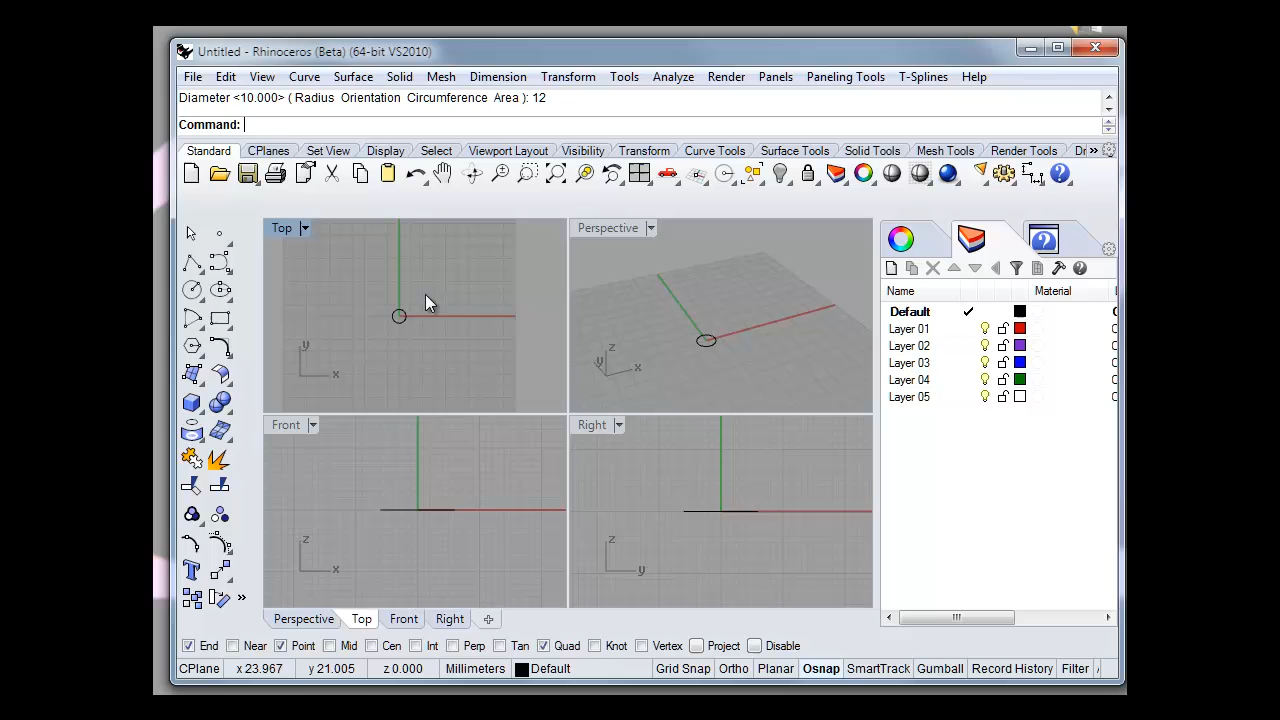 Untitled - Rhinoceros (Beta) (64-bit VS2010)
File Edit View Curve Surface Solid Mesh Dimension Transform Tools Analyze Render Panels Paneling Tools T-Splines Help
Diameter <10.000> ( Radius Orientation Circumference Area ): 12
Command:
Standard CPlanes Set View Display Select Viewport Layout Visibility Transform Curve Tools Surface Tools Solid Tools Mesh Tools Render Tools Dr »
Top Perspective
Name Material
Default
Layer 01
Layer 02
Layer 03
Layer 04
Layer 05
y x
z y x
Front Right
z x
z y
Perspective Top Front Right
End Near Point Mid Cen Int Perp Tan Quad Knot Vertex Project Disable
CPlane x 23.967 y 21.005 z 0.000 Millimeters Default Grid Snap Ortho Planar Osnap SmartTrack Gumball Record History Filter